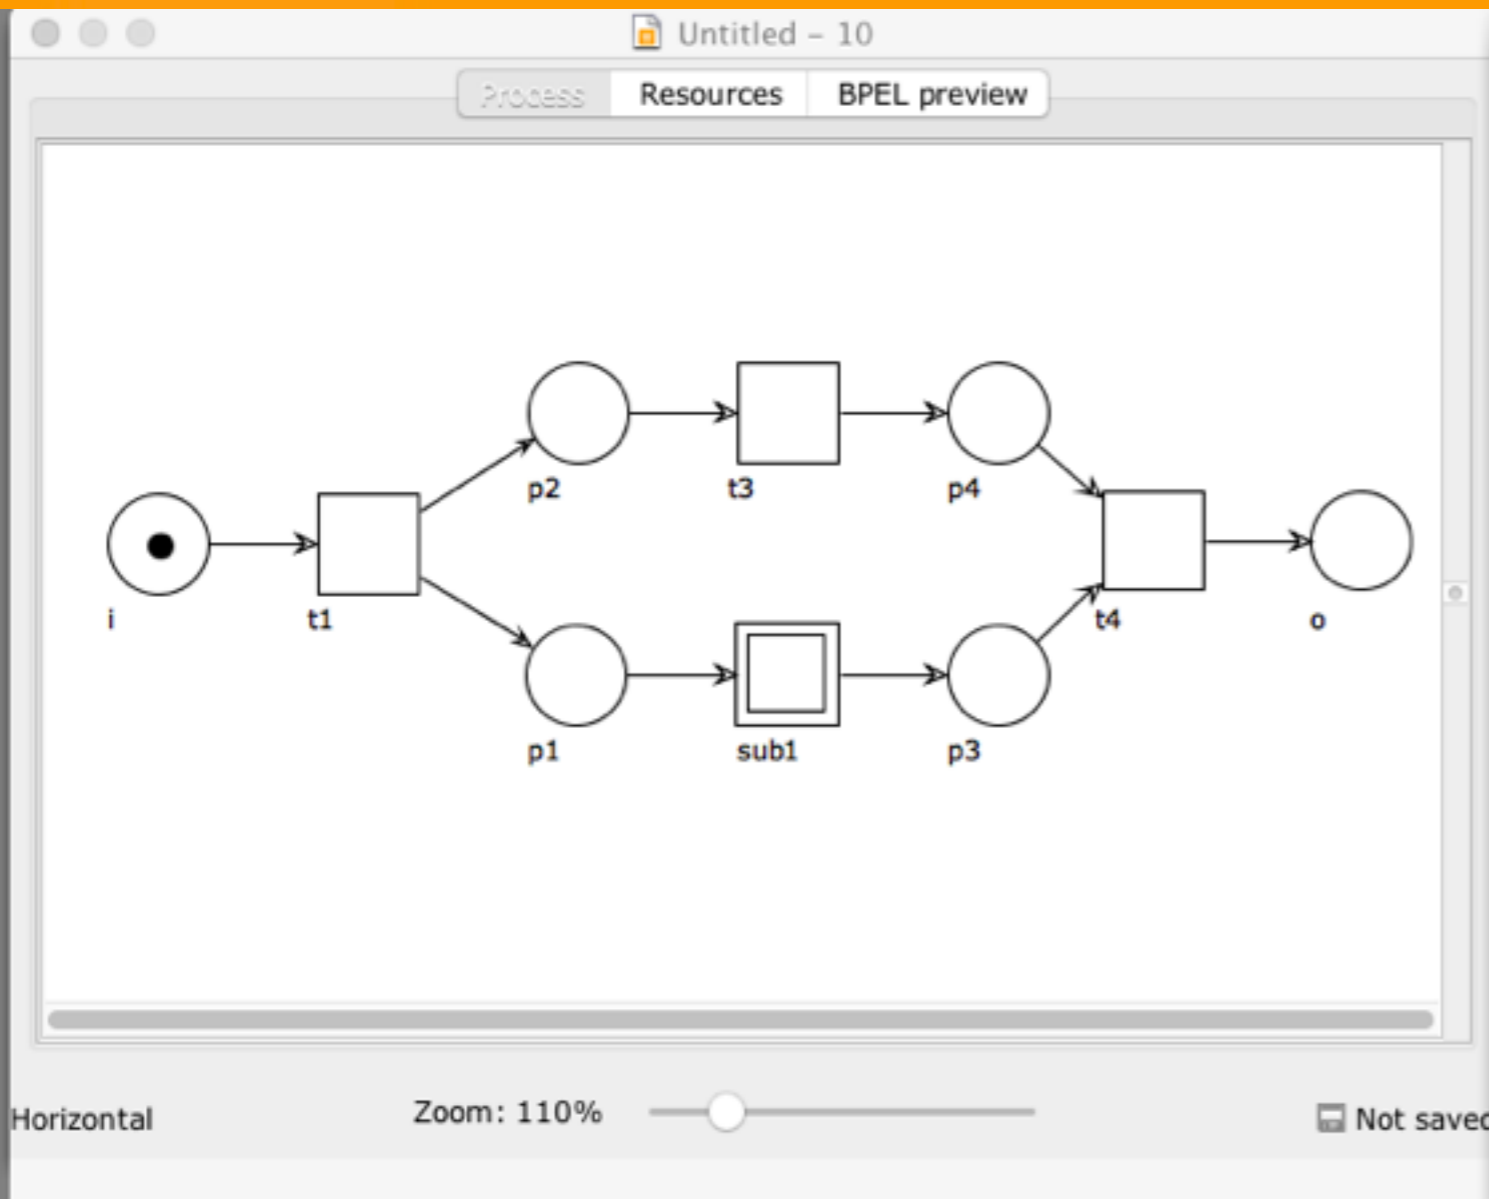 Untitled – 10
Process Resources BPEL preview
p2 t3 p4
i t1 t4 o
p1 sub1 p3
Horizontal Zoom: 110% Not saved